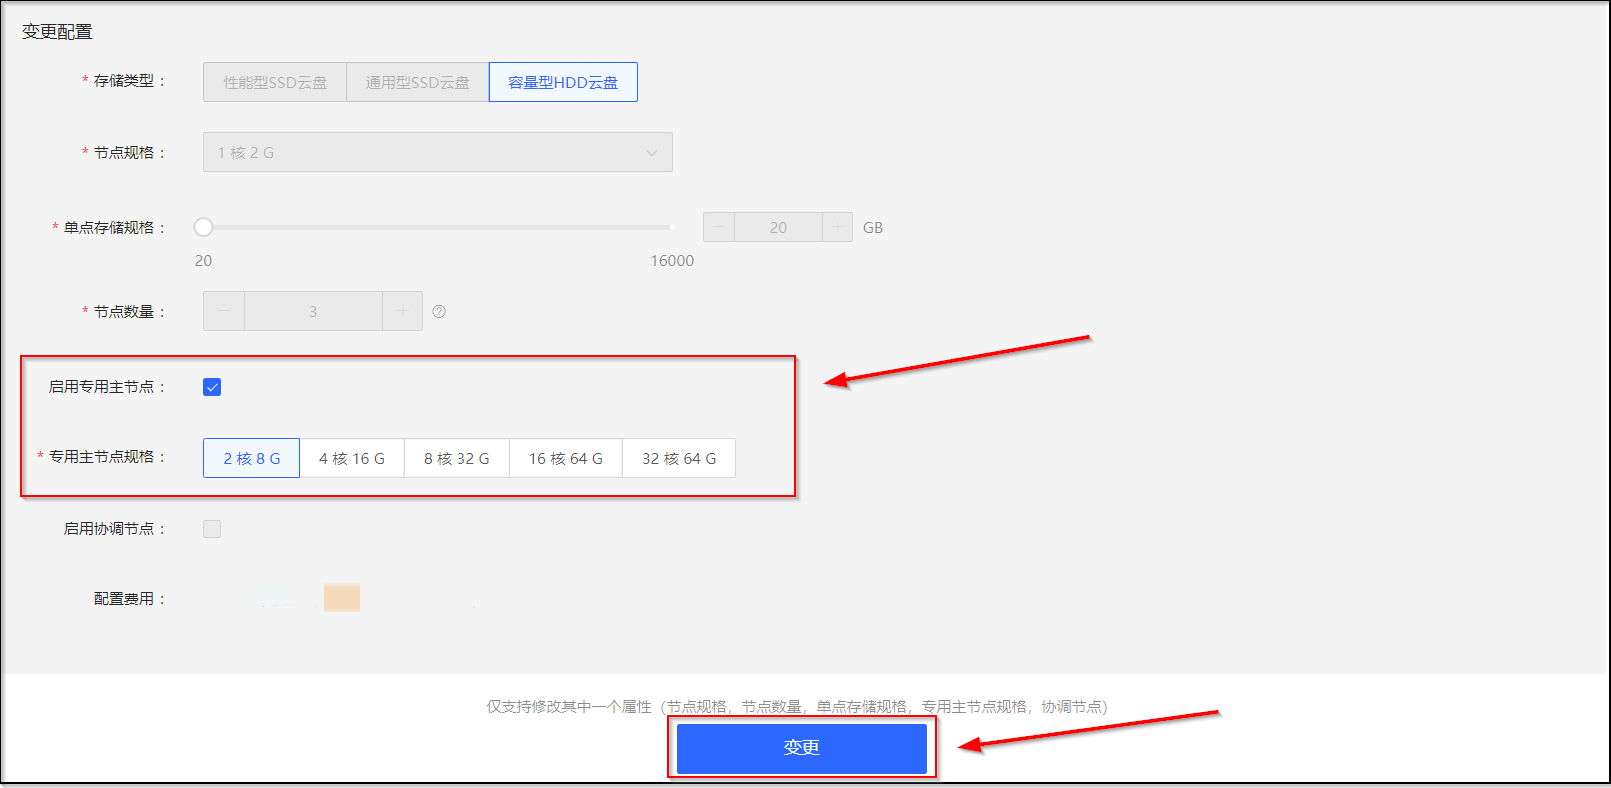 变更配置
* 存储类型： 性能型SSD云盘 通用型SSD云盘 容量型HDD云盘
* 节点规格： 1 核 2 G
* 单点存储规格： － 20 + GB
20 16000
* 节点数量： － 3 + ?
启用专用主节点：
* 专用主节点规格： 2 核 8 G 4 核 16 G 8 核 32 G 16 核 64 G 32 核 64 G
启用协调节点：
配置费用：
仅支持修改其中一个属性（节点规格，节点数量，单点存储规格，专用主节点规格，协调节点）
变更